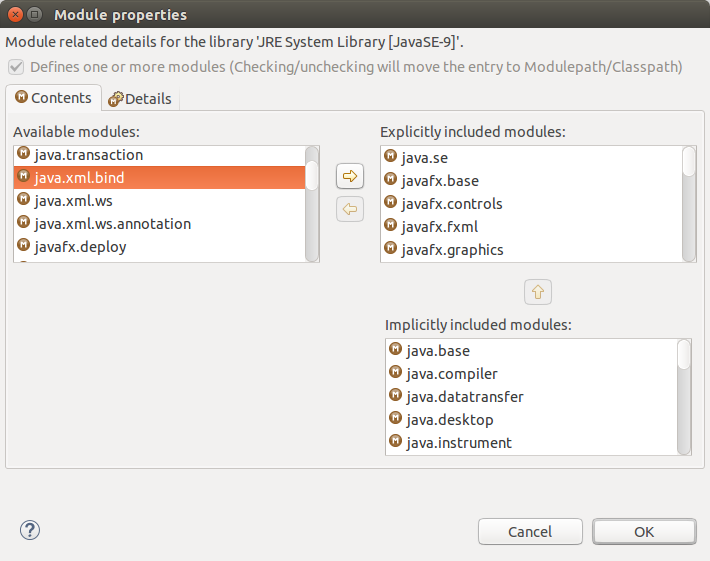 Module properties
Module related details for the library 'JRE System Library [JavaSE-9]'.
Defines one or more modules (Checking/unchecking will move the entry to Modulepath/Classpath)
Contents
Details
Available modules:
java.transaction
java.xml.bind
java.xml.ws
java.xml.ws.annotation
javafx.deploy
Explicitly included modules:
java.se
javafx.base
javafx.controls
javafx.fxml
javafx.graphics
Implicitly included modules:
java.base
java.compiler
java.datatransfer
java.desktop
java.instrument
Cancel
OK